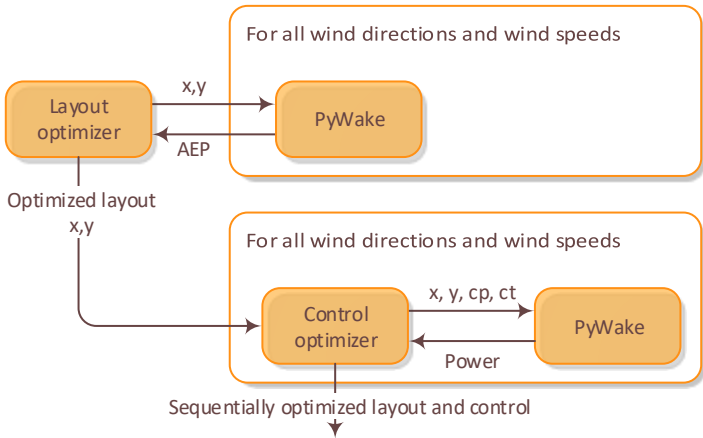 For all wind directions and wind speeds
x,y
Layout
optimizer
PyWake
AEP
Optimized layout
x,y
For all wind directions and wind speeds
x, y, cp, ct
Control
optimizer
PyWake
Power
Sequentially optimized layout and control